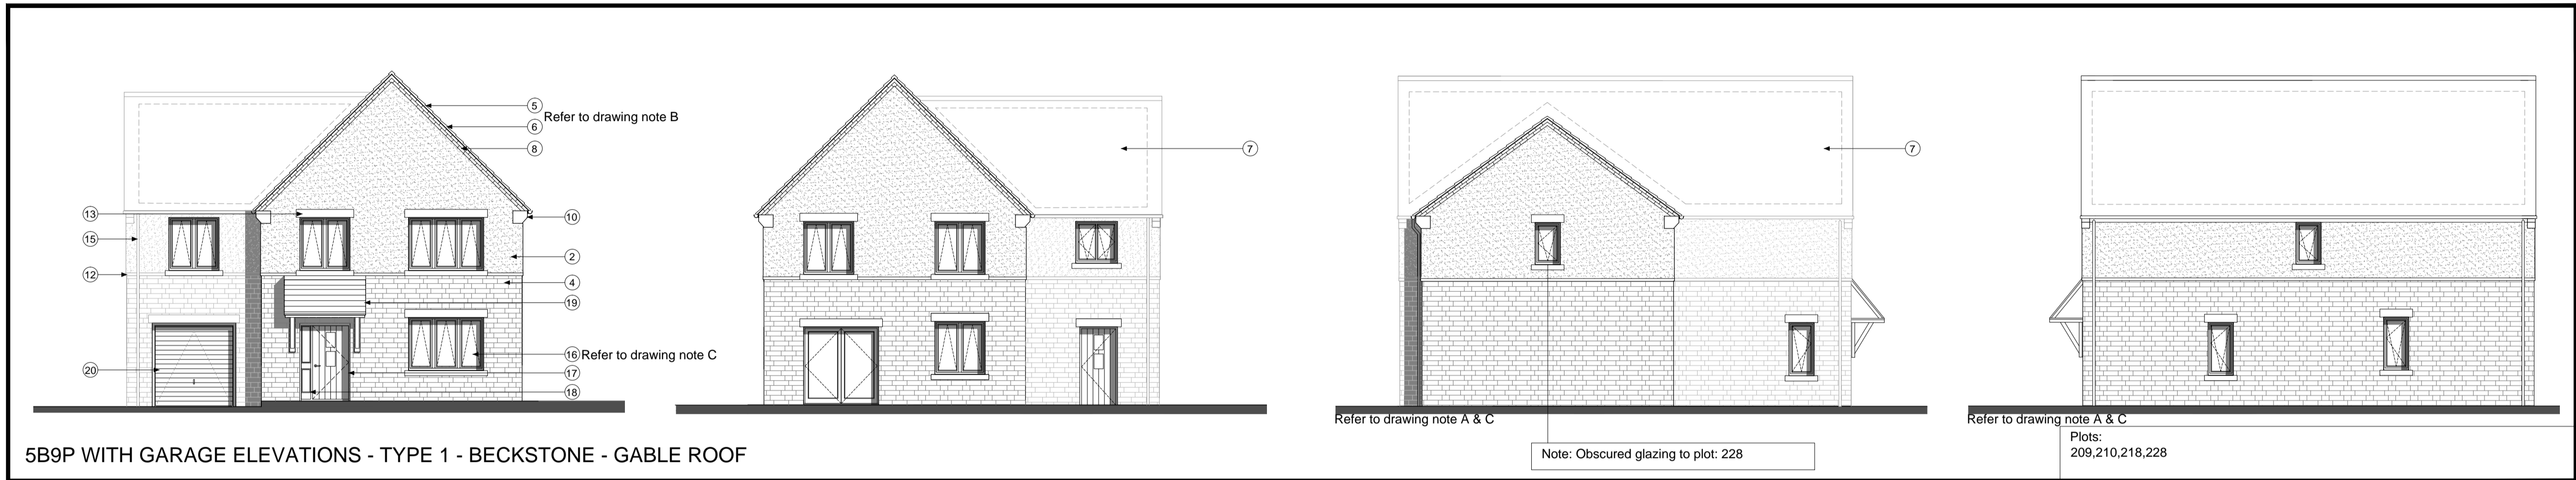 5
Refer to drawing note B
6
8
7
7
13
10
15
2
12
4
19
16 Refer to drawing note C
20
17
18
Refer to drawing note A & C
Refer to drawing note A & C
5B9P WITH GARAGE ELEVATIONS - TYPE 1 - BECKSTONE - GABLE ROOF
Note: Obscured glazing to plot: 228
Plots:
209,210,218,228